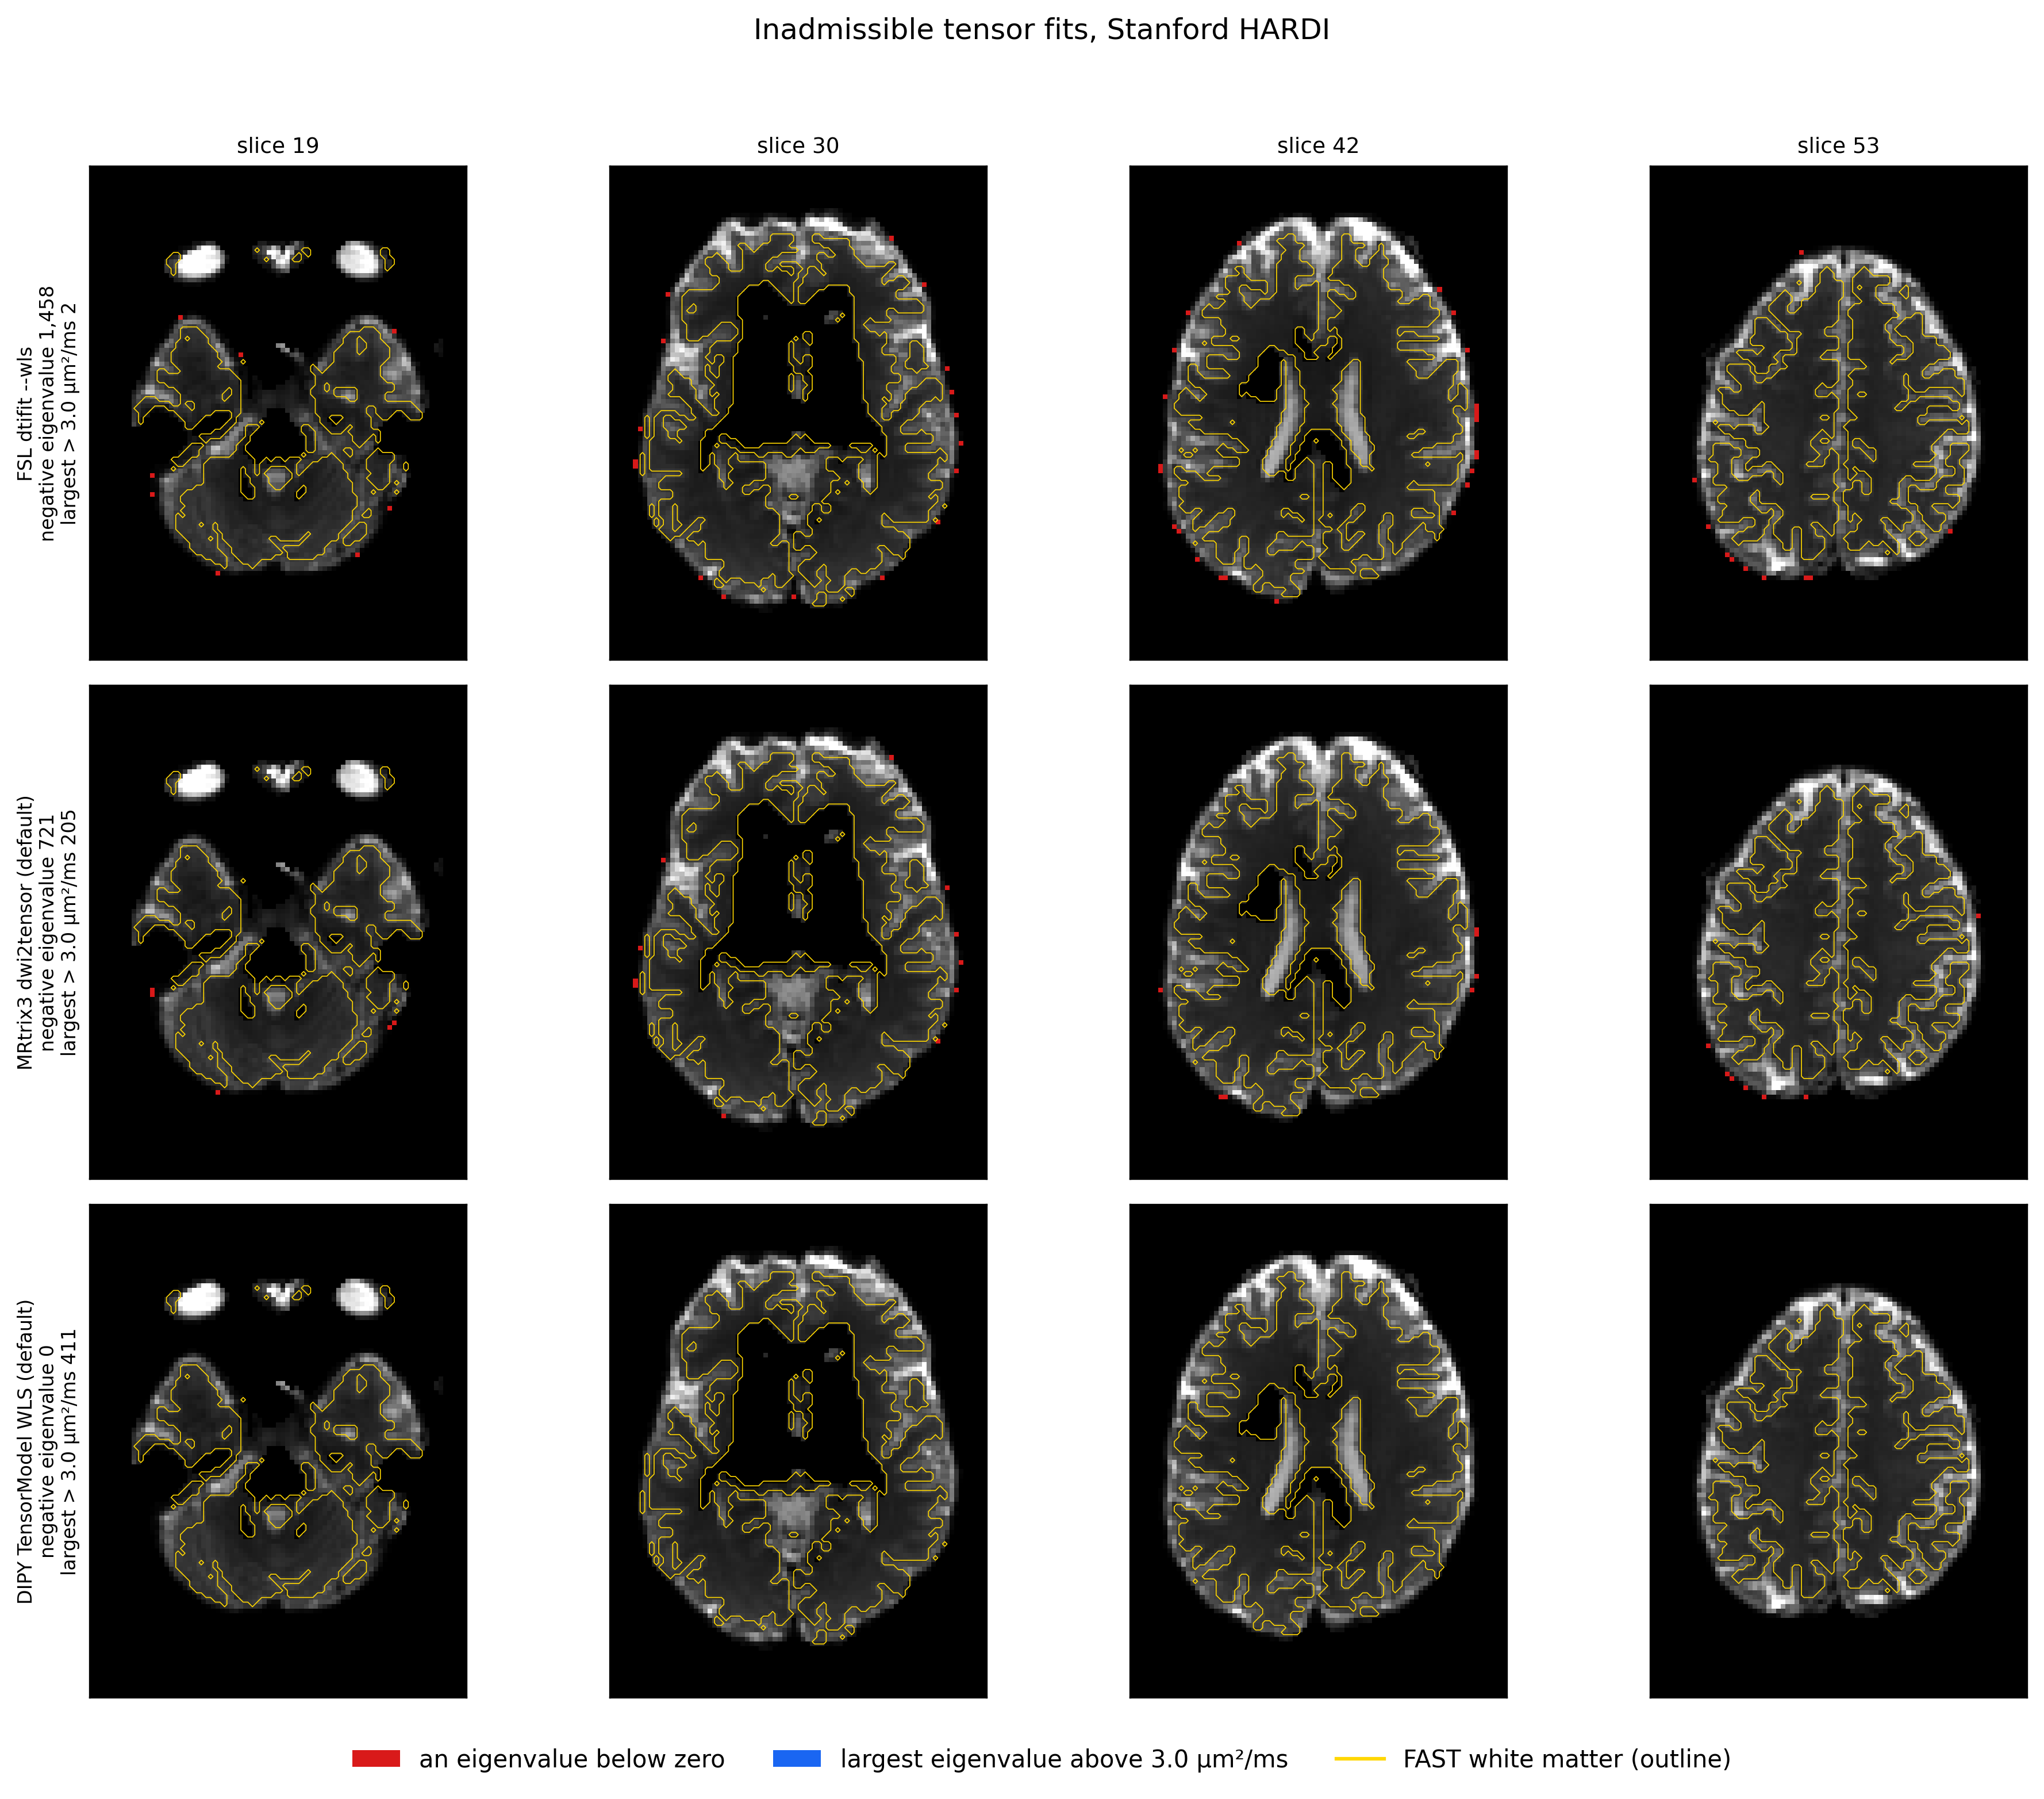 Inadmissible tensor fits, Stanford HARDI
slice 19
slice 30
slice 42
slice 53
FSL dtifit --wls
negative eigenvalue 1,458
largest > 3.0 µm²/ms 2
MRtrix3 dwi2tensor (default)
negative eigenvalue 721
largest > 3.0 µm²/ms 205
DIPY TensorModel WLS (default)
negative eigenvalue 0
largest > 3.0 µm²/ms 411
an eigenvalue below zero
largest eigenvalue above 3.0 µm²/ms
FAST white matter (outline)